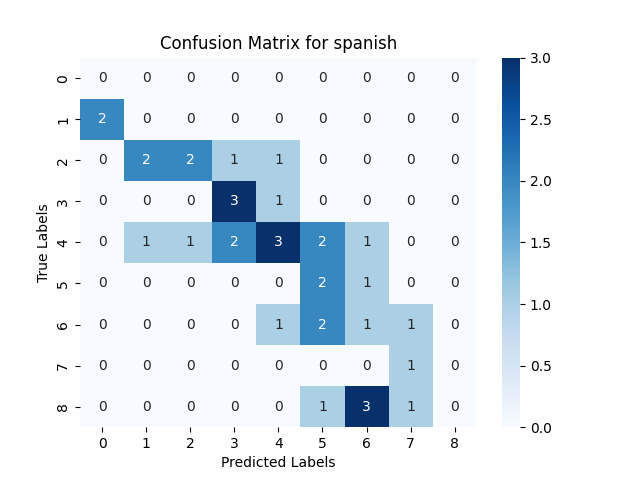 Confusion Matrix for spanish
True Labels
0 0 0 0 0 0 0 0 0 0
1 2 0 0 0 0 0 0 0 0
2 0 2 2 1 1 0 0 0 0
3 0 0 0 3 1 0 0 0 0
4 0 1 1 2 3 2 1 0 0
5 0 0 0 0 0 2 1 0 0
6 0 0 0 0 1 2 1 1 0
7 0 0 0 0 0 0 0 1 0
8 0 0 0 0 0 1 3 1 0
0 1 2 3 4 5 6 7 8
Predicted Labels
3.0
2.5
2.0
1.5
1.0
0.5
0.0